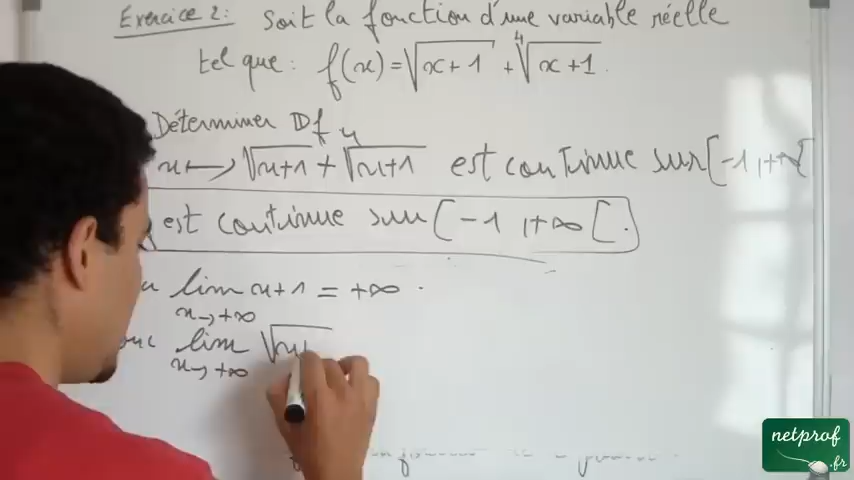 Exercice 2: Soit la fonction d'une variable réelle
tel que: f(x) = √x+1 + ⁴√x+1.
Déterminer Df
x ⟼ √x+1 + ⁴√x+1 est continue sur [-1,+∞[
est continue sur [-1,+∞[.
lim x+1 = +∞.
x→+∞
lim √x+
x→+∞
netprof
.fr